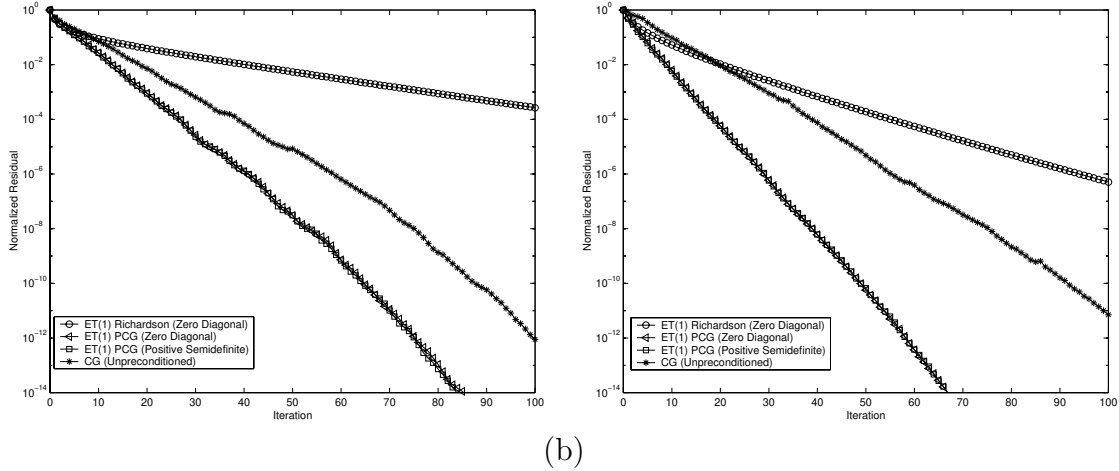 10^0
10^-2
10^-4
10^-6
10^-8
10^-10
10^-12
10^-14
Normalized Residual
0 10 20 30 40 50 60 70 80 90 100
Iteration
ET(1) Richardson (Zero Diagonal)
ET(1) PCG (Zero Diagonal)
ET(1) PCG (Positive Semidefinite)
CG (Unpreconditioned)
10^0
10^-2
10^-4
10^-6
10^-8
10^-10
10^-12
10^-14
Normalized Residual
0 10 20 30 40 50 60 70 80 90 100
Iteration
ET(1) Richardson (Zero Diagonal)
ET(1) PCG (Zero Diagonal)
ET(1) PCG (Positive Semidefinite)
CG (Unpreconditioned)
(b)